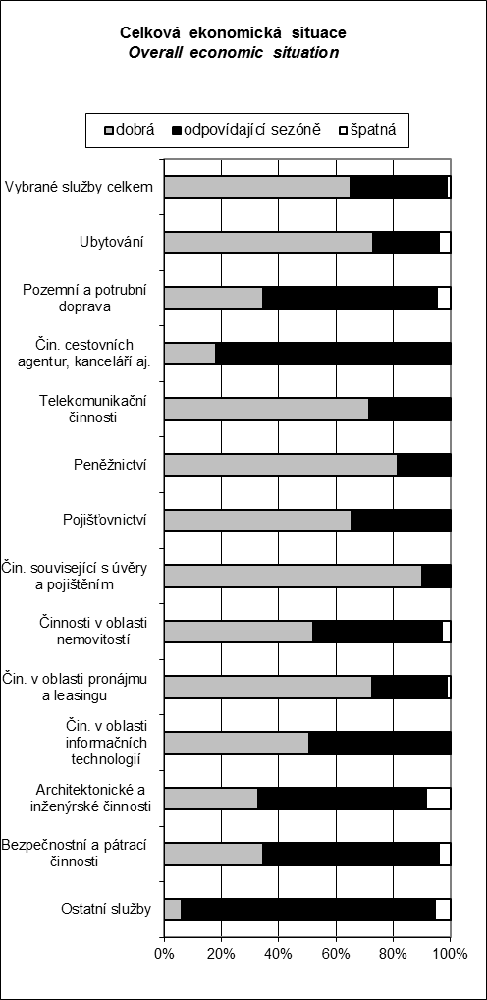 Celková ekonomická situace
Overall economic situation
dobrá odpovídající sezóně špatná
Vybrané služby celkem
Ubytování
Pozemní a potrubní
doprava
Čin. cestovních
agentur, kanceláří aj.
Telekomunikační
činnosti
Peněžnictví
Pojišťovnictví
Čin. související s úvěry
a pojištěním
Činnosti v oblasti
nemovitostí
Čin. v oblasti pronájmu
a leasingu
Čin. v oblasti
informačních
technologií
Architektonické a
inženýrské činnosti
Bezpečnostní a pátrací
činnosti
Ostatní služby
0% 20% 40% 60% 80% 100%